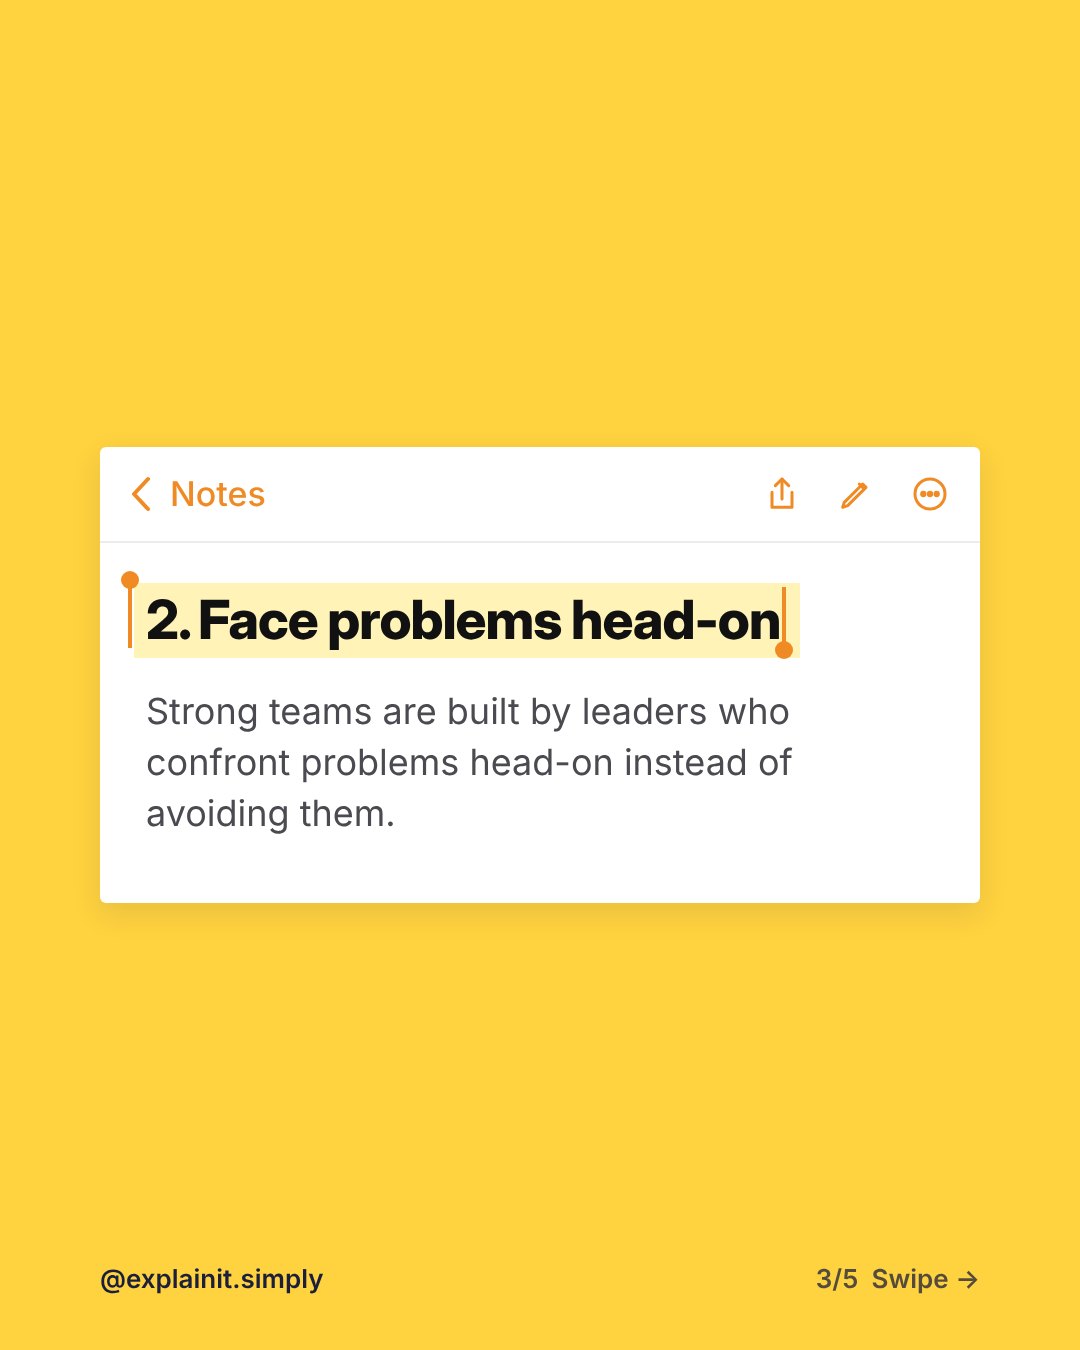 Notes
2. Face problems head-on
Strong teams are built by leaders who
confront problems head-on instead of
avoiding them.
@explainit.simply
3/5 Swipe →